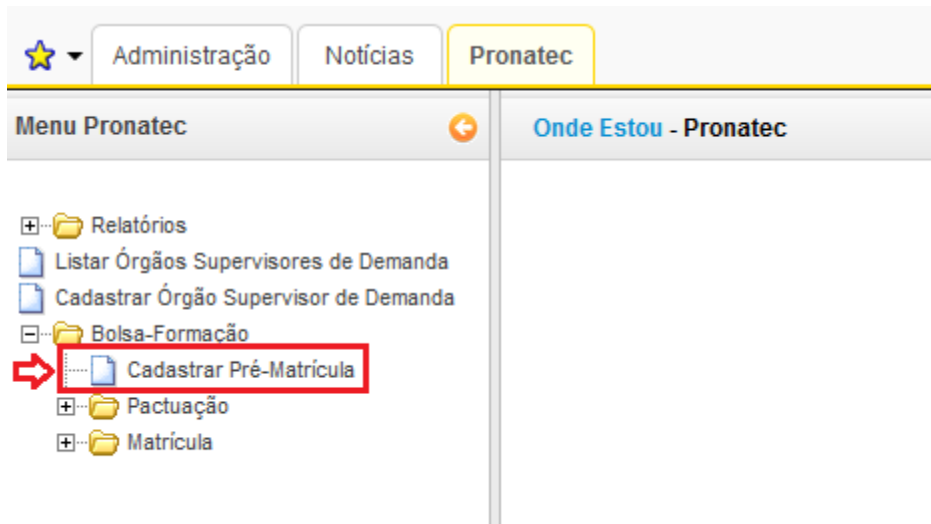 Administração Notícias Pronatec
Menu Pronatec
Onde Estou - Pronatec
Relatórios
Listar Órgãos Supervisores de Demanda
Cadastrar Órgão Supervisor de Demanda
Bolsa-Formação
Cadastrar Pré-Matrícula
Pactuação
Matrícula